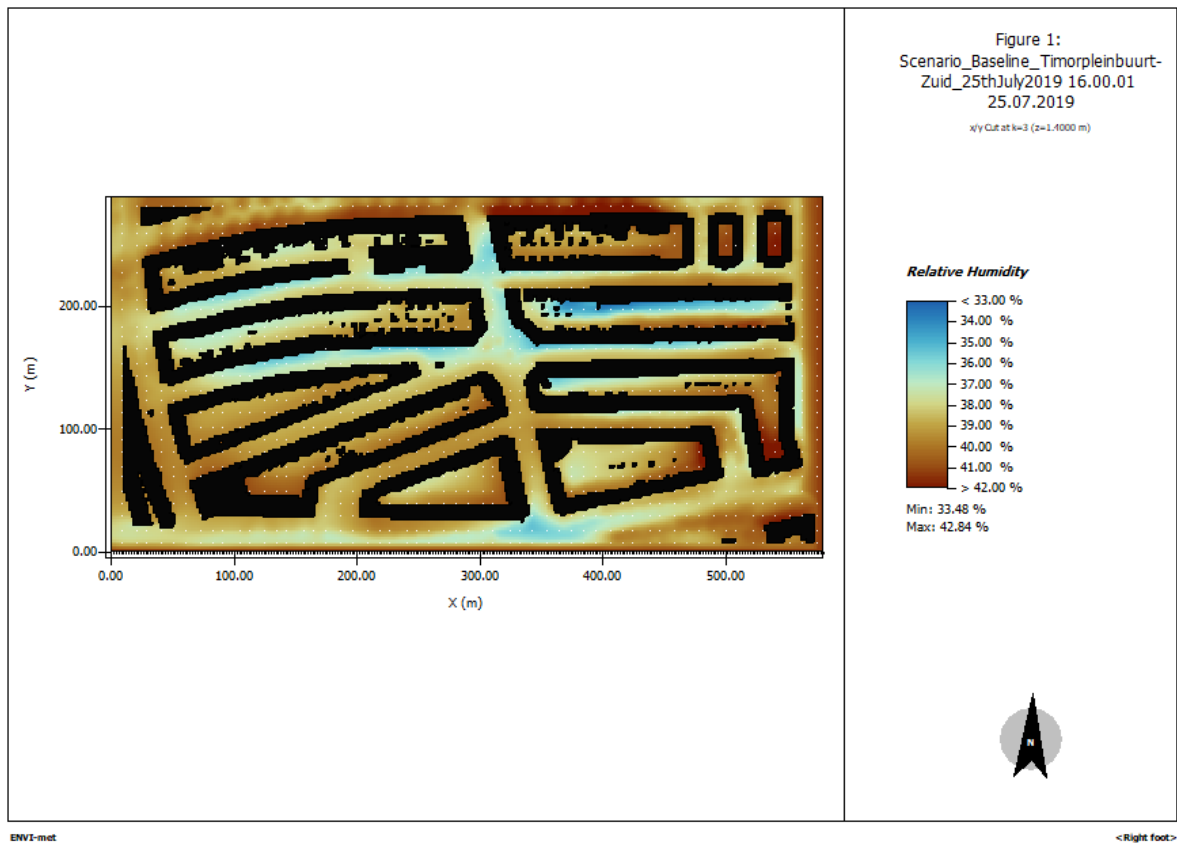 Figure 1:
Scenario_Baseline_Timorpleinbuurt-
Zuid_25thJuly2019 16.00.01
25.07.2019
x/y Cut at k=3 (z=1.4000 m)
Y (m)
200.00
100.00
0.00
0.00 100.00 200.00 300.00 400.00 500.00
X (m)
Relative Humidity
< 33.00 %
34.00 %
35.00 %
36.00 %
37.00 %
38.00 %
39.00 %
40.00 %
41.00 %
> 42.00 %
Min: 33.48 %
Max: 42.84 %
N
ENVI-met
<Right foot>